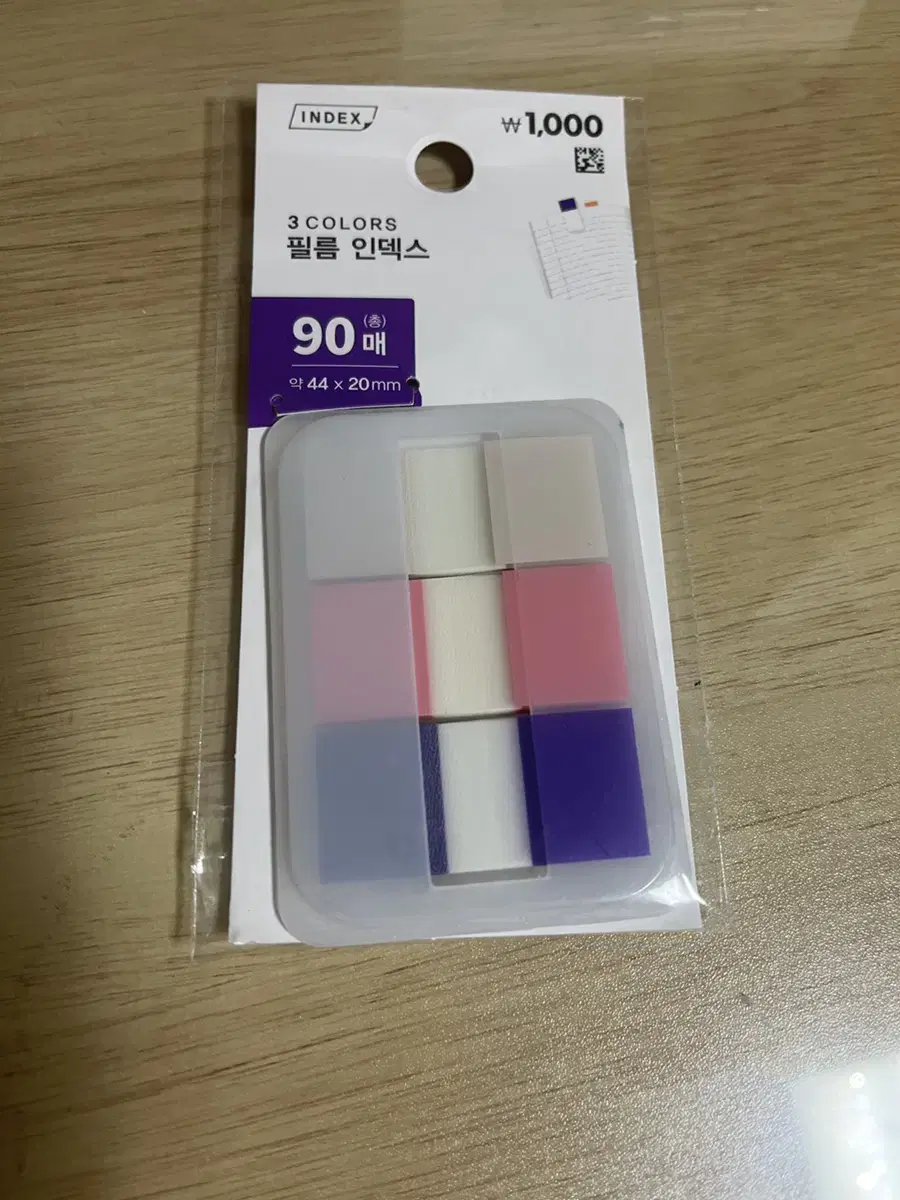 INDEX
₩1,000
3 COLORS
필름 인덱스
90 (총) 매
약 44 x 20mm